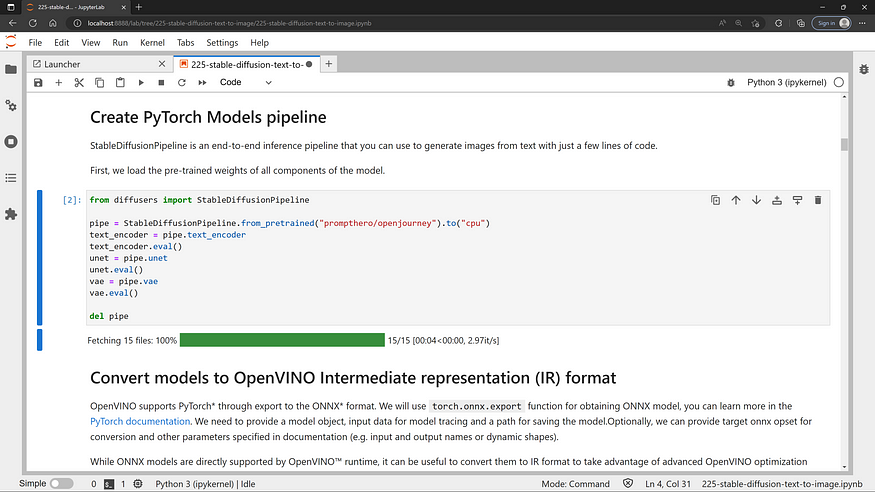 225-stable-d... - JupyterLab
localhost:8888/lab/tree/225-stable-diffusion-text-to-image/225-stable-diffusion-text-to-image.ipynb
Sign in
File Edit View Run Kernel Tabs Settings Help
Launcher
225-stable-diffusion-text-to-
Code
Python 3 (ipykernel)
Create PyTorch Models pipeline
StableDiffusionPipeline is an end-to-end inference pipeline that you can use to generate images from text with just a few lines of code.
First, we load the pre-trained weights of all components of the model.
[2]: from diffusers import StableDiffusionPipeline
pipe = StableDiffusionPipeline.from_pretrained("prompthero/openjourney").to("cpu")
text_encoder = pipe.text_encoder
text_encoder.eval()
unet = pipe.unet
unet.eval()
vae = pipe.vae
vae.eval()
del pipe
Fetching 15 files: 100% 15/15 [00:04<00:00, 2.97it/s]
Convert models to OpenVINO Intermediate representation (IR) format
OpenVINO supports PyTorch* through export to the ONNX* format. We will use torch.onnx.export function for obtaining ONNX model, you can learn more in the
PyTorch documentation. We need to provide a model object, input data for model tracing and a path for saving the model.Optionally, we can provide target onnx opset for
conversion and other parameters specified in documentation (e.g. input and output names or dynamic shapes).
While ONNX models are directly supported by OpenVINO™ runtime, it can be useful to convert them to IR format to take advantage of advanced OpenVINO optimization
Simple 0 1 Python 3 (ipykernel) | Idle Mode: Command Ln 4, Col 31 225-stable-diffusion-text-to-image.ipynb